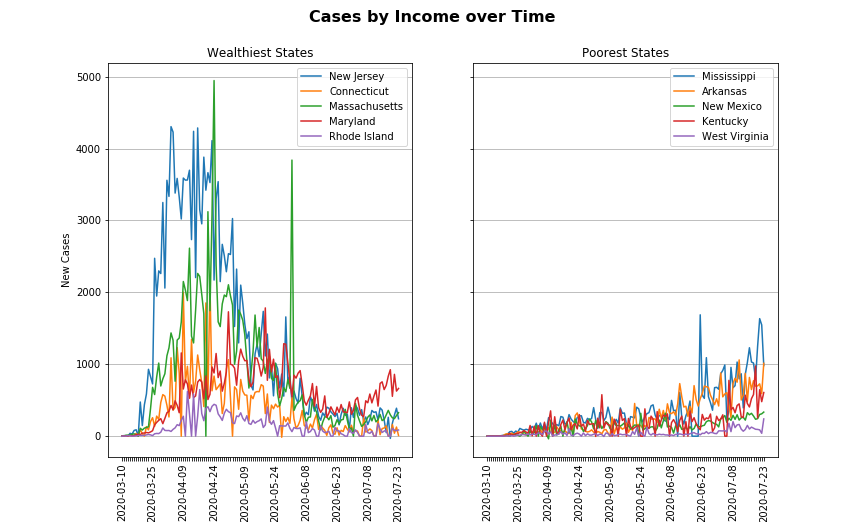 Cases by Income over Time
Wealthiest States
Poorest States
New Cases
5000
4000
3000
2000
1000
0
New Jersey
Connecticut
Massachusetts
Maryland
Rhode Island
Mississippi
Arkansas
New Mexico
Kentucky
West Virginia
2020-03-10
2020-03-25
2020-04-09
2020-04-24
2020-05-09
2020-05-24
2020-06-08
2020-06-23
2020-07-08
2020-07-23
2020-03-10
2020-03-25
2020-04-09
2020-04-24
2020-05-09
2020-05-24
2020-06-08
2020-06-23
2020-07-08
2020-07-23